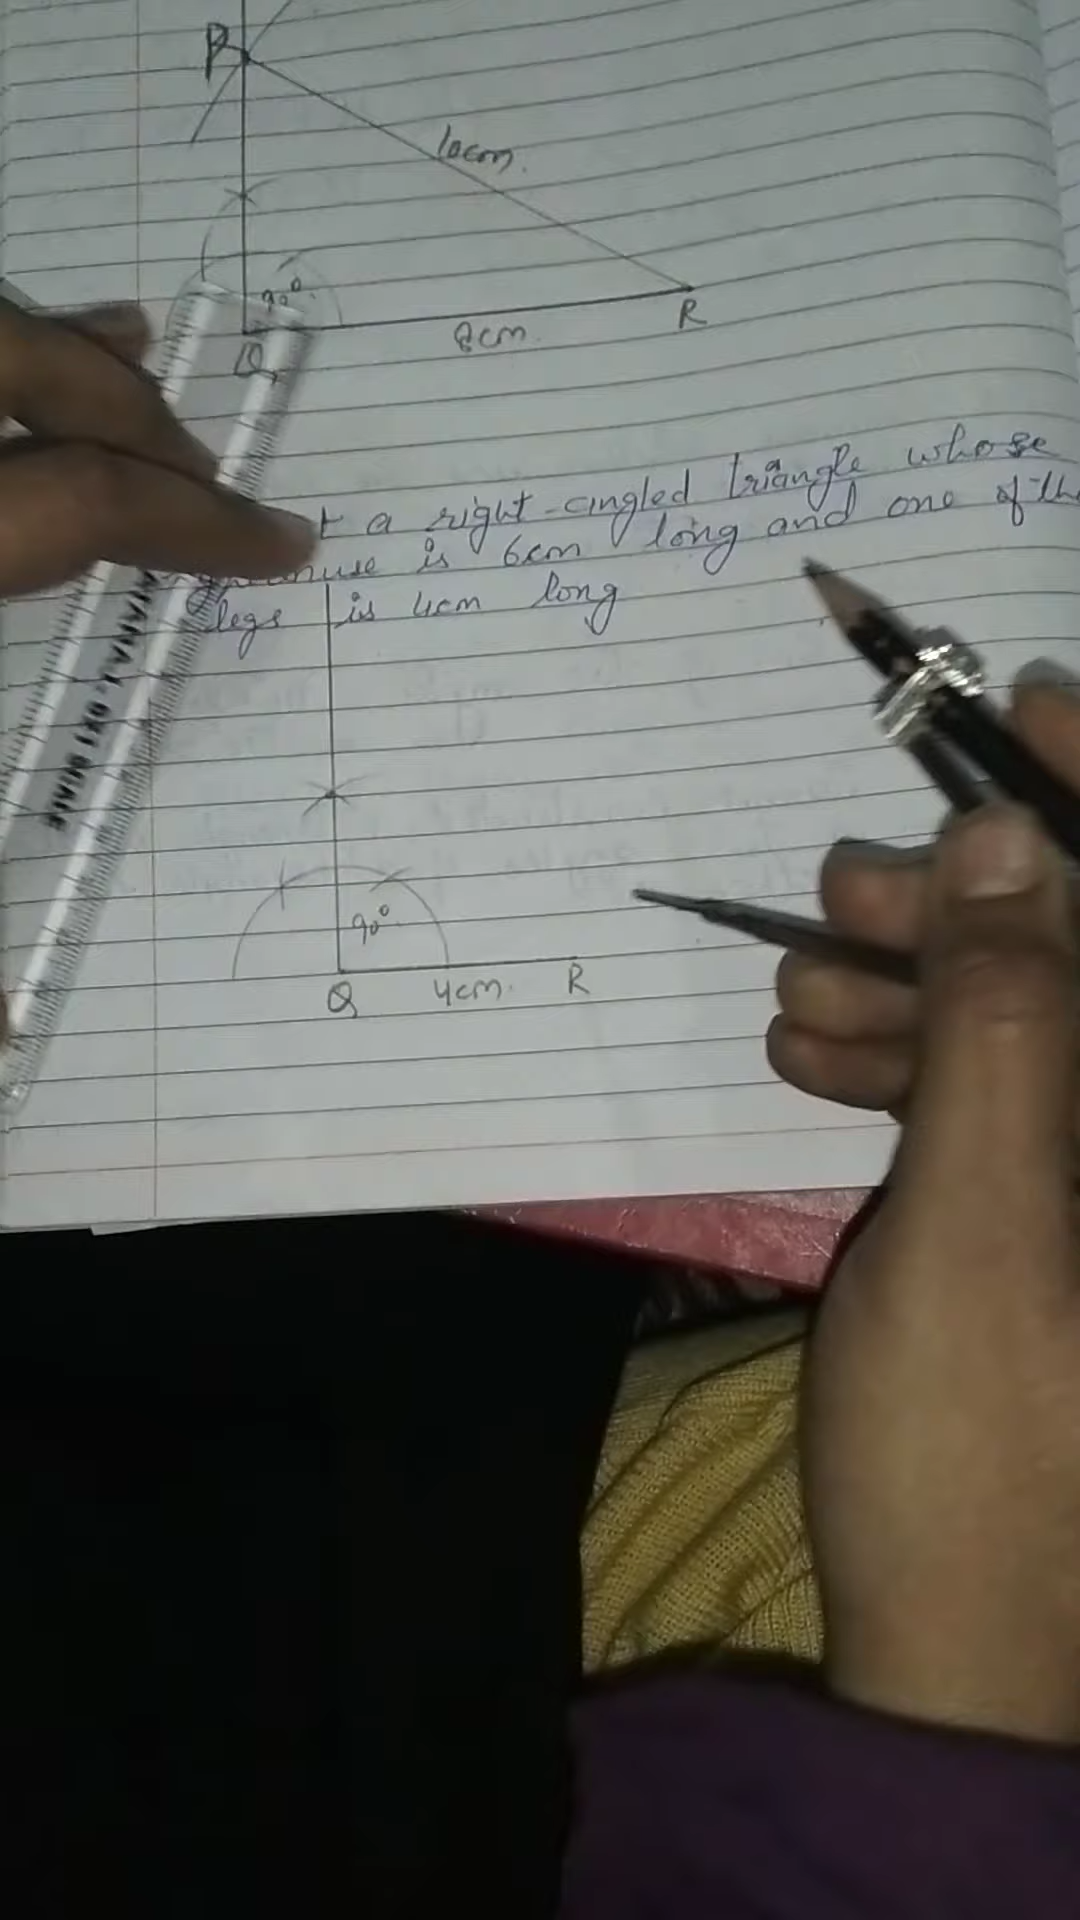 P
10cm.
90°.
Q
8cm.
R
a right-angled triangle whose
is 6cm long and one of the
legs is 4cm long
90°.
Q 4cm. R